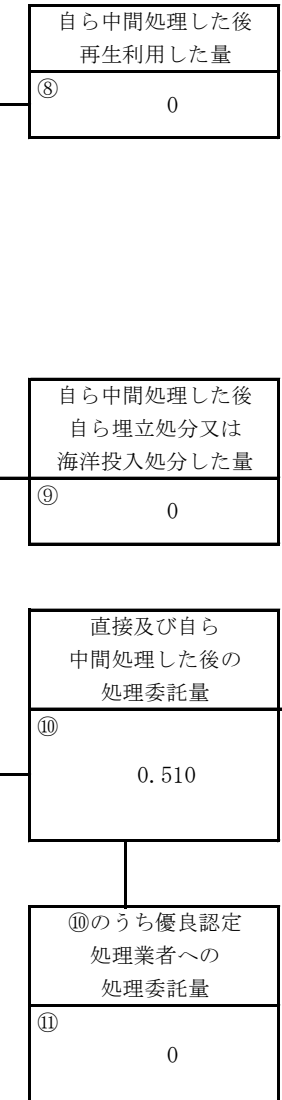 自ら中間処理した後
再生利用した量
⑧
0
自ら中間処理した後
自ら埋立処分又は
海洋投入処分した量
⑨
0
直接及び自ら
中間処理した後の
処理委託量
⑩
0.510
⑩のうち優良認定
処理業者への
処理委託量
⑪
0